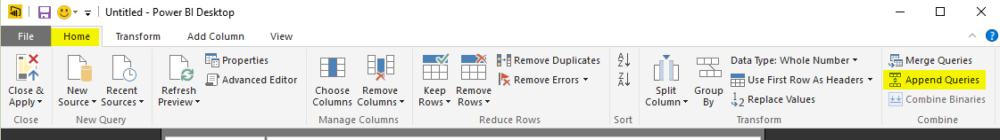 Untitled - Power BI Desktop
File Home Transform Add Column View
Close & Apply
New Source
Recent Sources
Refresh Preview
Properties
Advanced Editor
Choose Columns
Remove Columns
Keep Rows
Remove Rows
Remove Duplicates
Remove Errors
A Z
Z A
Split Column
Group By
Data Type: Whole Number
Use First Row As Headers
1 2 Replace Values
Merge Queries
Append Queries
Combine Binaries
Close New Query Manage Columns Reduce Rows Sort Transform Combine